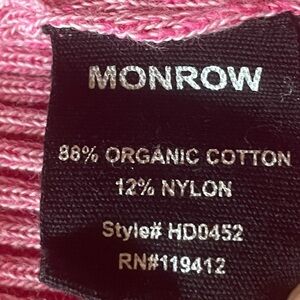 MONROW
88% ORGANIC COTTON
12% NYLON
Style# HD0452
RN#119412